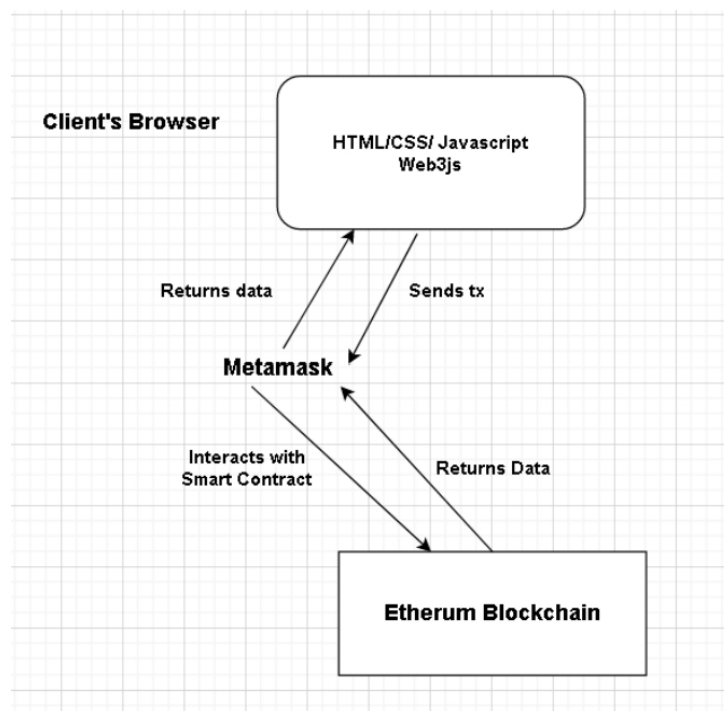 Client's Browser
HTML/CSS/ Javascript
Web3js
Returns data
Sends tx
Metamask
Interacts with
Smart Contract
Returns Data
Etherum Blockchain